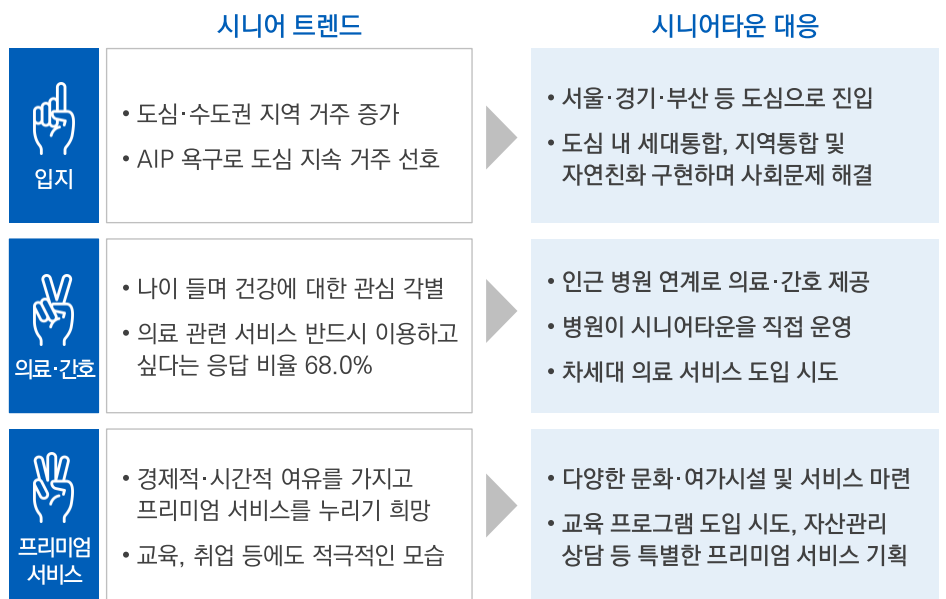 시니어 트렌드
시니어타운 대응
입지
• 도심·수도권 지역 거주 증가
• AIP 욕구로 도심 지속 거주 선호
• 서울·경기·부산 등 도심으로 진입
• 도심 내 세대통합, 지역통합 및
자연친화 구현하며 사회문제 해결
의료·간호
• 나이 들며 건강에 대한 관심 각별
• 의료 관련 서비스 반드시 이용하고
싶다는 응답 비율 68.0%
• 인근 병원 연계로 의료·간호 제공
• 병원이 시니어타운을 직접 운영
• 차세대 의료 서비스 도입 시도
프리미엄
서비스
• 경제적·시간적 여유를 가지고
프리미엄 서비스를 누리기 희망
• 교육, 취업 등에도 적극적인 모습
• 다양한 문화·여가시설 및 서비스 마련
• 교육 프로그램 도입 시도, 자산관리
상담 등 특별한 프리미엄 서비스 기획